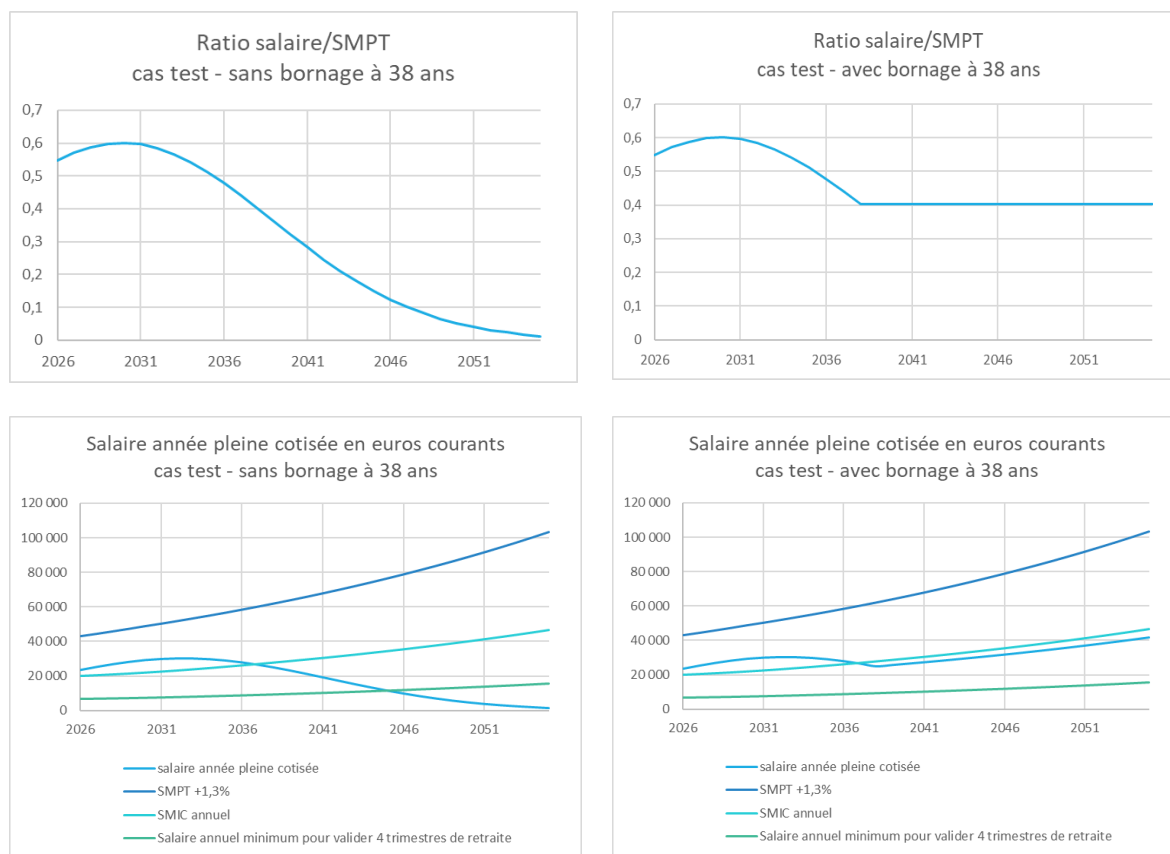 Ratio salaire/SMPT
cas test - sans bornage à 38 ans
0,7
0,6
0,5
0,4
0,3
0,2
0,1
0
2026 2031 2036 2041 2046 2051
Ratio salaire/SMPT
cas test - avec bornage à 38 ans
0,7
0,6
0,5
0,4
0,3
0,2
0,1
0
2026 2031 2036 2041 2046 2051
Salaire année pleine cotisée en euros courants
cas test - sans bornage à 38 ans
120 000
100 000
80 000
60 000
40 000
20 000
0
2026 2031 2036 2041 2046 2051
salaire année pleine cotisée
SMPT +1,3%
SMIC annuel
Salaire annuel minimum pour valider 4 trimestres de retraite
Salaire année pleine cotisée en euros courants
cas test - avec bornage à 38 ans
120 000
100 000
80 000
60 000
40 000
20 000
0
2026 2031 2036 2041 2046 2051
salaire année pleine cotisée
SMPT +1,3%
SMIC annuel
Salaire annuel minimum pour valider 4 trimestres de retraite